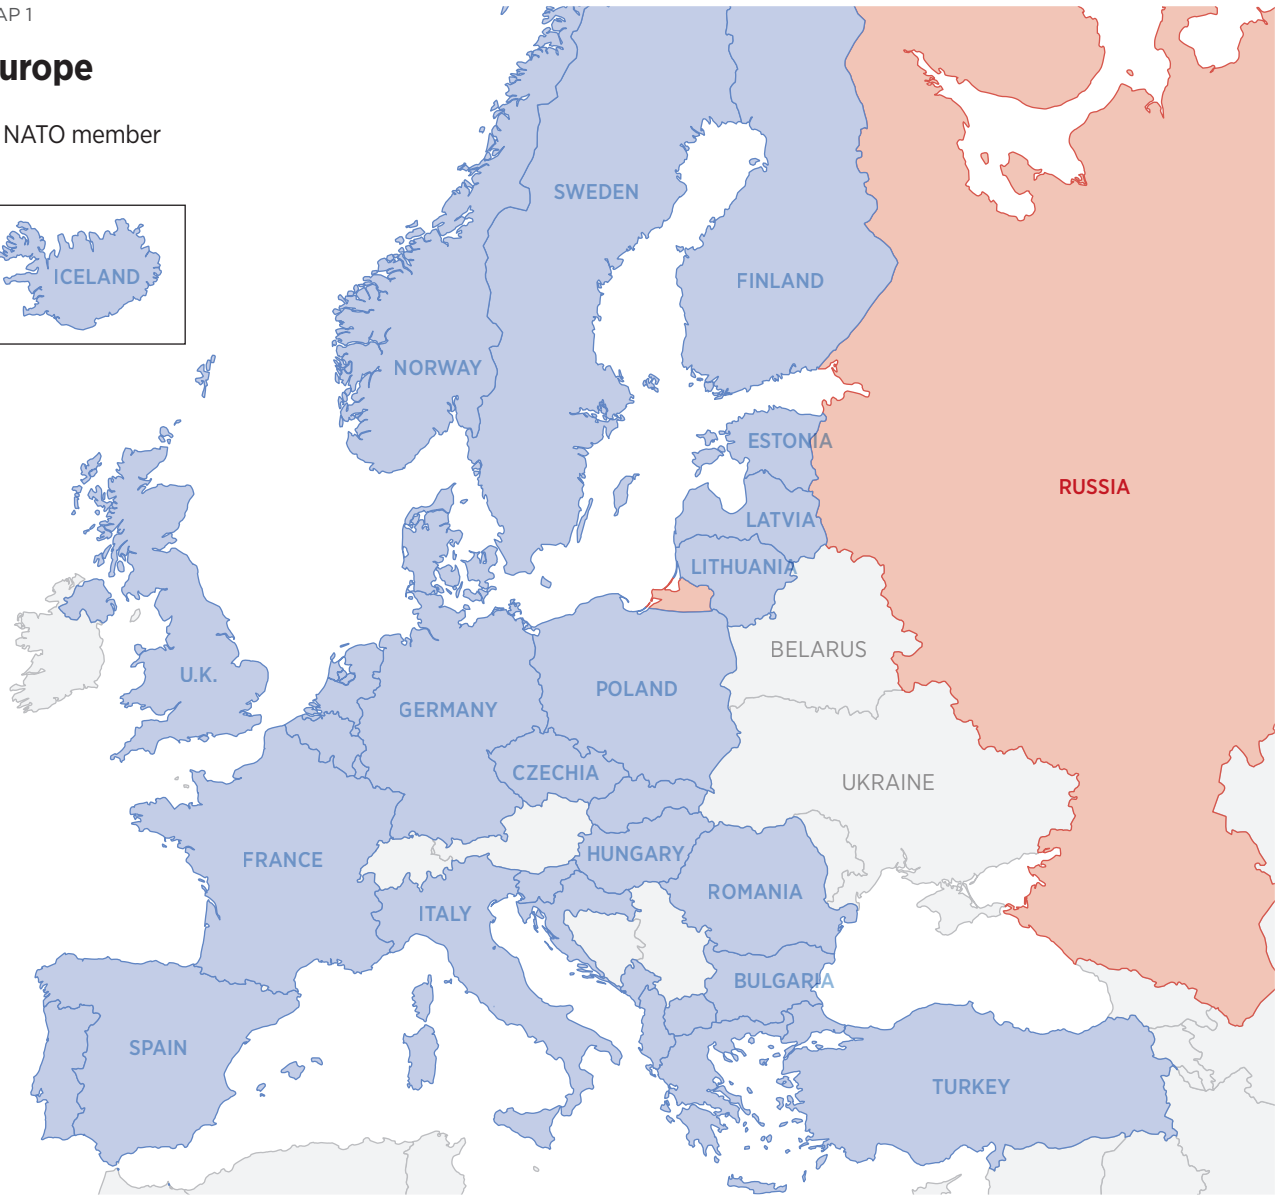 AP 1
urope
NATO member
ICELAND
SWEDEN
FINLAND
NORWAY
ESTONIA
RUSSIA
LATVIA
LITHUANIA
BELARUS
U.K.
POLAND
GERMANY
CZECHIA
UKRAINE
FRANCE
HUNGARY
ROMANIA
ITALY
BULGARIA
SPAIN
TURKEY